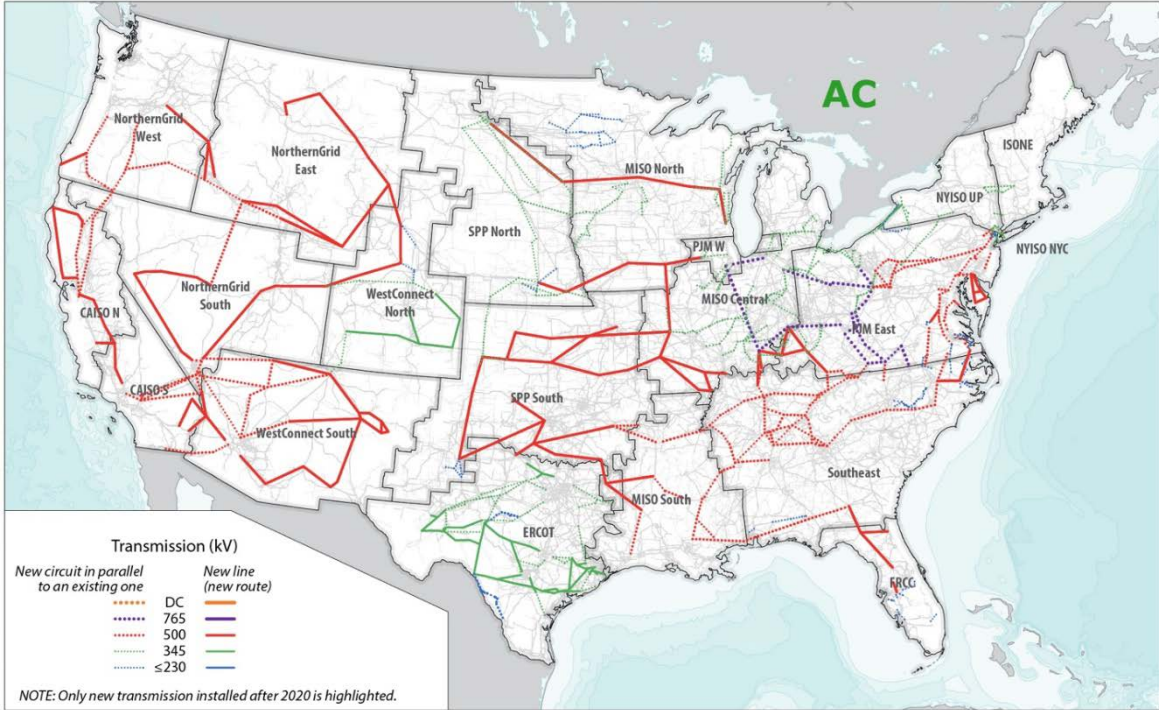 AC
NorthernGrid
West
NorthernGrid
East
MISO North
ISONE
NYISO UP
NYISO NYC
SPP North
PJM W
NorthernGrid
South
WestConnect
North
MISO Central
PJM East
CAISO N
CAISO S
SPP South
WestConnect South
Southeast
MISO South
ERCOT
FRCC
Transmission (kV)
New circuit in parallel
to an existing one
New line
(new route)
DC
765
500
345
≤230
NOTE: Only new transmission installed after 2020 is highlighted.